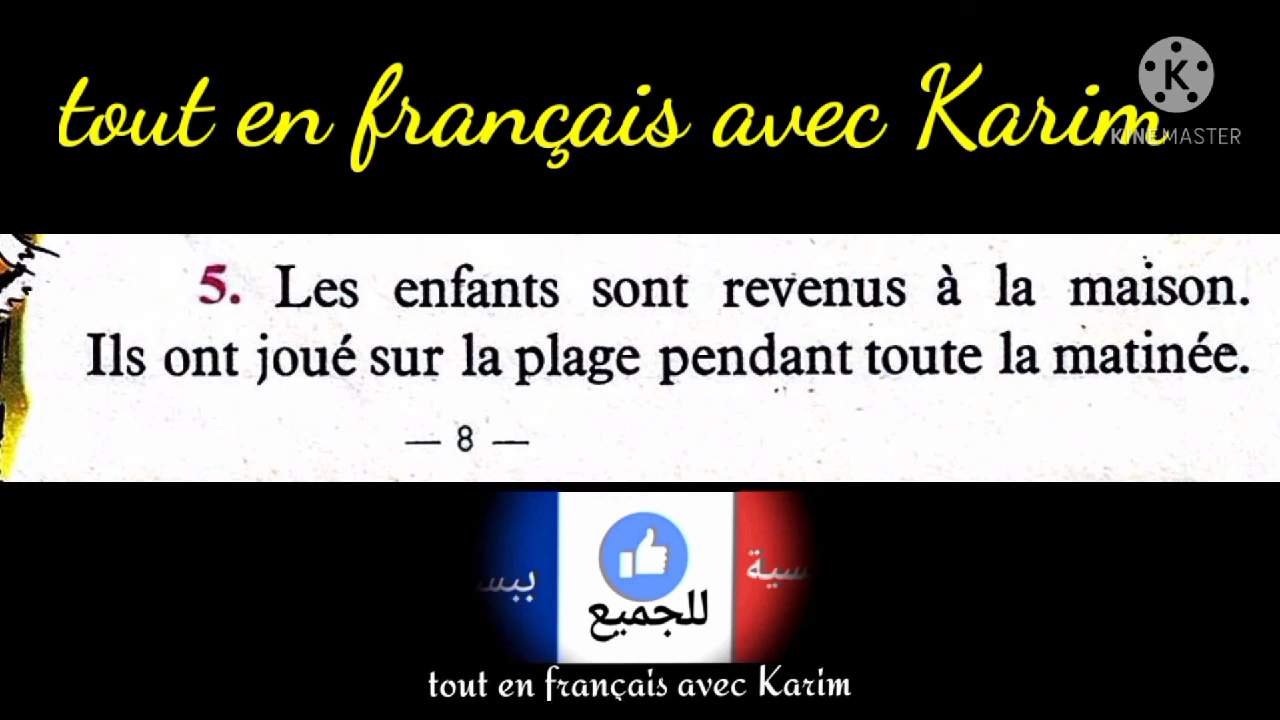 tout en français avec Karim
K
KINEMASTER
5. Les enfants sont revenus à la maison.
Ils ont joué sur la plage pendant toute la matinée.
— 8 —
للجميع
tout en français avec Karim